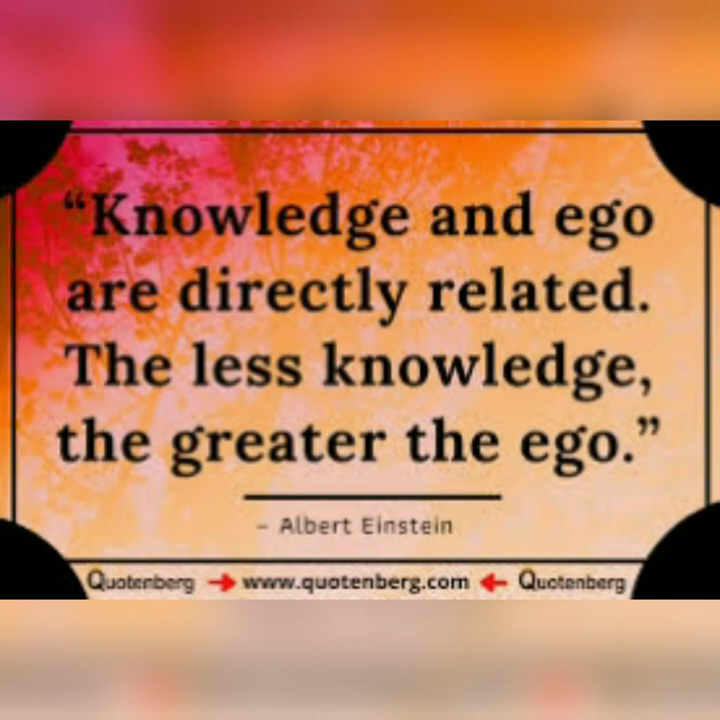 “Knowledge and ego
are directly related.
The less knowledge,
the greater the ego.”
– Albert Einstein
Quotenberg → www.quotenberg.com ← Quotenberg